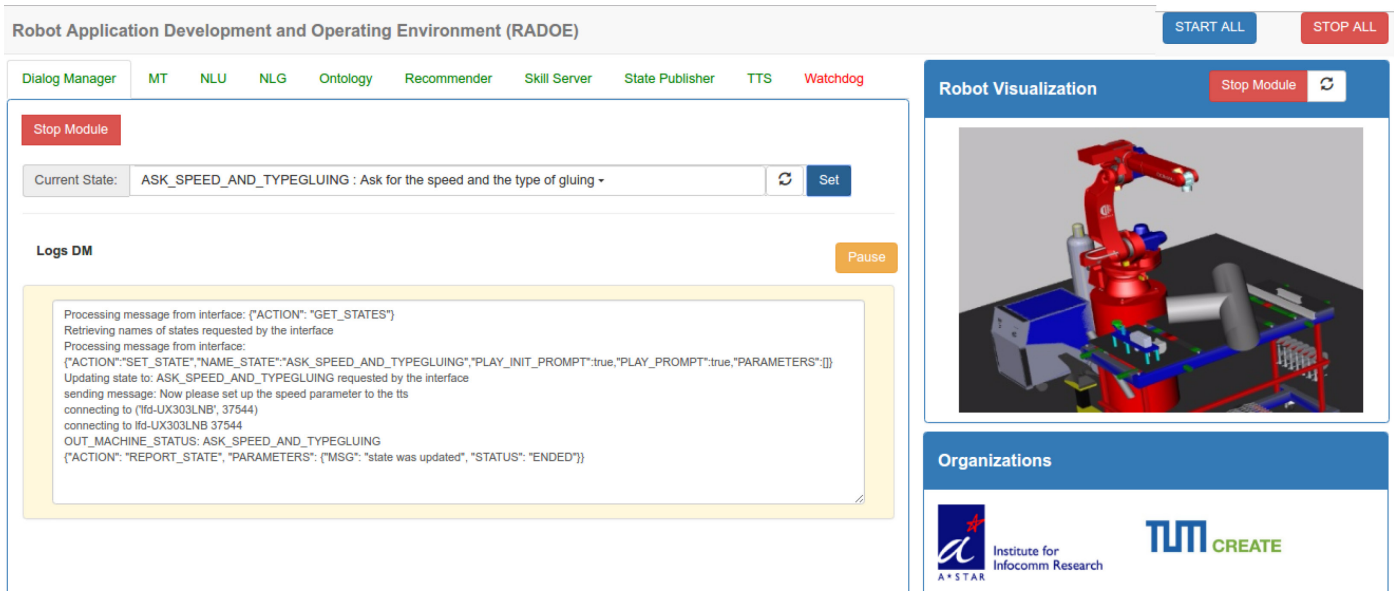 Robot Application Development and Operating Environment (RADOE)
START ALL
STOP ALL
Dialog Manager
MT
NLU
NLG
Ontology
Recommender
Skill Server
State Publisher
TTS
Watchdog
Stop Module
Current State:
ASK_SPEED_AND_TYPEGLUING : Ask for the speed and the type of gluing
Set
Logs DM
Pause
Processing message from interface: {"ACTION": "GET_STATES"}
Retrieving names of states requested by the interface
Processing message from interface:
{"ACTION":"SET_STATE","NAME_STATE":"ASK_SPEED_AND_TYPEGLUING","PLAY_INIT_PROMPT":true,"PLAY_PROMPT":true,"PARAMETERS":[]}
Updating state to: ASK_SPEED_AND_TYPEGLUING requested by the interface
sending message: Now please set up the speed parameter to the tts
connecting to ('lfd-UX303LNB', 37544)
connecting to lfd-UX303LNB 37544
OUT_MACHINE_STATUS: ASK_SPEED_AND_TYPEGLUING
{"ACTION": "REPORT_STATE", "PARAMETERS": {"MSG": "state was updated", "STATUS": "ENDED"}}
Robot Visualization
Stop Module
Organizations
A*STAR
Institute for
Infocomm Research
TUM CREATE